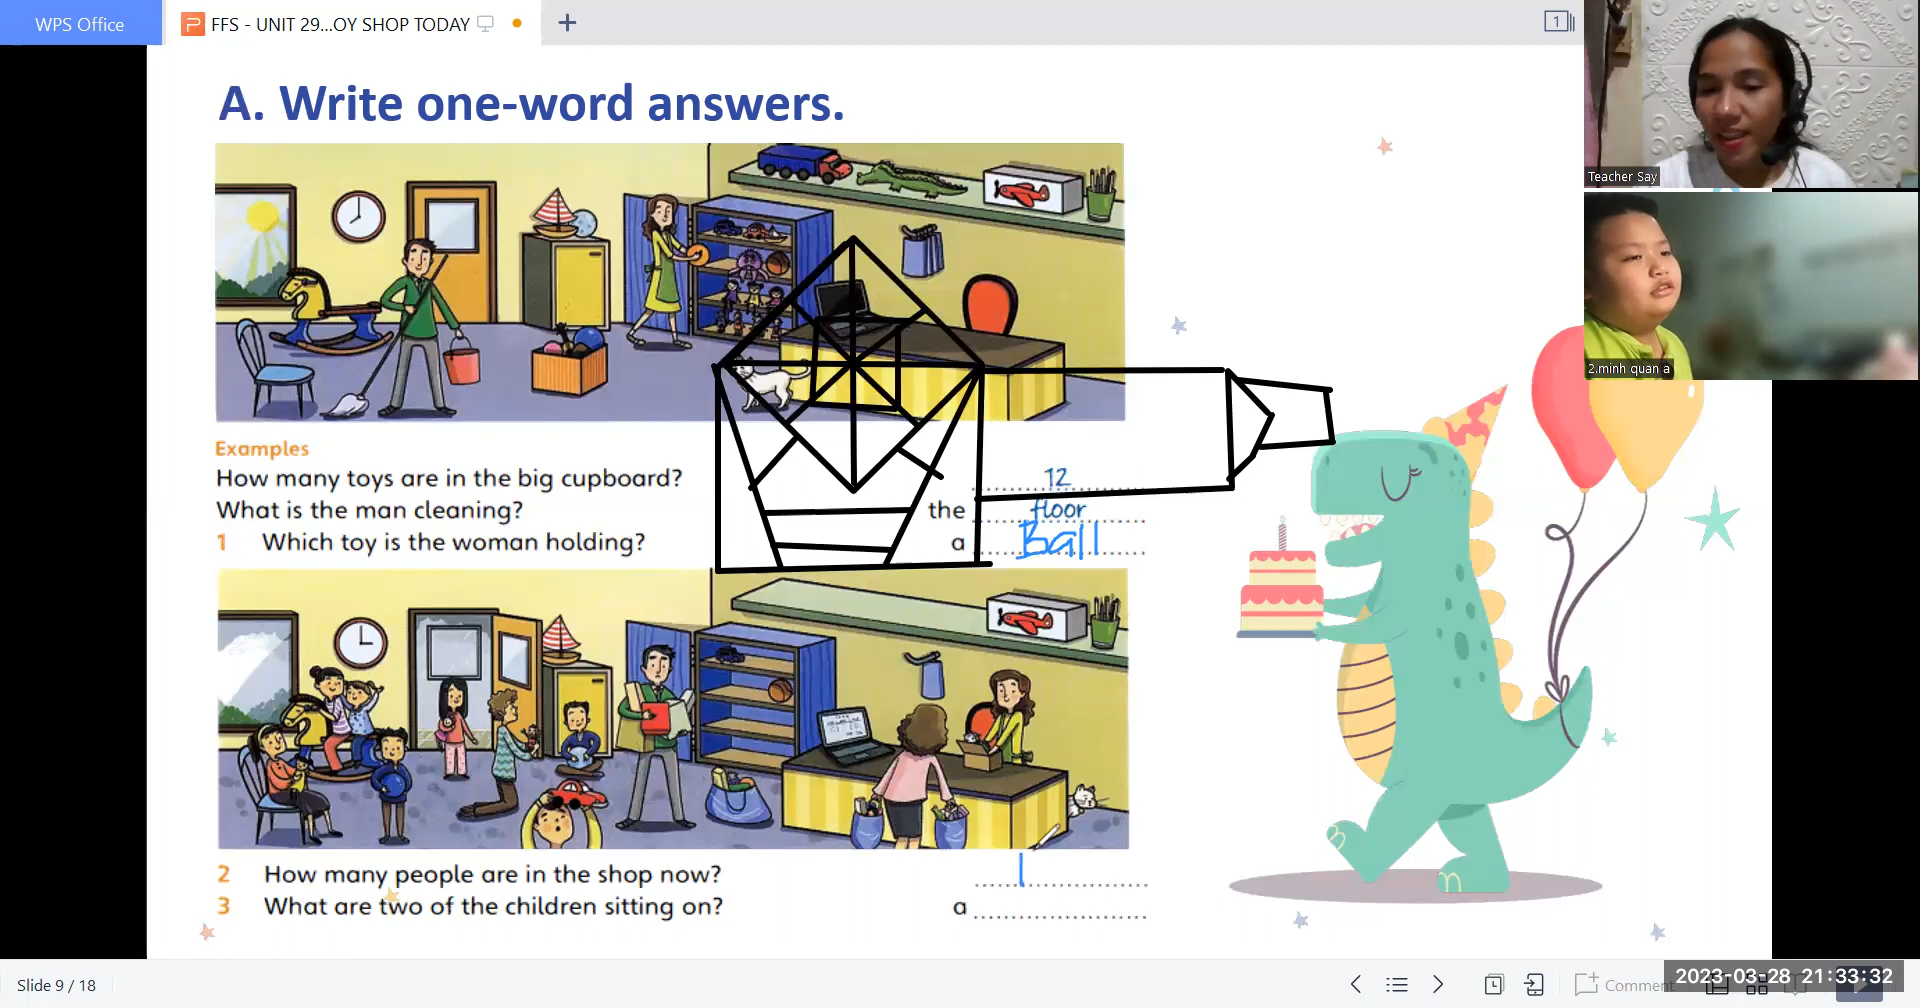 WPS Office
FFS - UNIT 29...OY SHOP TODAY
1
A. Write one-word answers.
Teacher Say
2.minh quan a
Examples
How many toys are in the big cupboard? 12
What is the man cleaning? the floor
1 Which toy is the woman holding? a Ball
2 How many people are in the shop now? 1
3 What are two of the children sitting on? a
Slide 9 / 18
Comment
2023-03-28 21:33:32